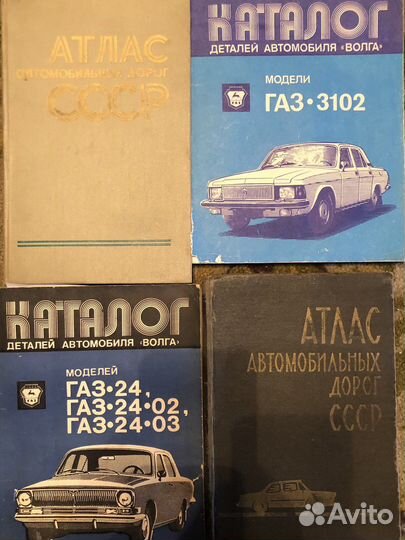 АТЛАС
АВТОМОБИЛЬНЫХ ДОРОГ
СССР
КАТАЛОГ
ДЕТАЛЕЙ АВТОМОБИЛЯ «ВОЛГА»
МОДЕЛИ
ГАЗ·3102
КАТАЛОГ
ДЕТАЛЕЙ АВТОМОБИЛЯ «ВОЛГА»
МОДЕЛЕЙ
ГАЗ·24,
ГАЗ·24·02,
ГАЗ·24·03
АТЛАС
АВТОМОБИЛЬНЫХ
ДОРОГ
СССР
Avito